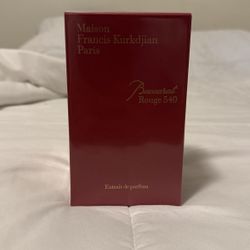 Maison
Francis Kurkdjian
Paris
Baccarat
Rouge 540
Extrait de parfum